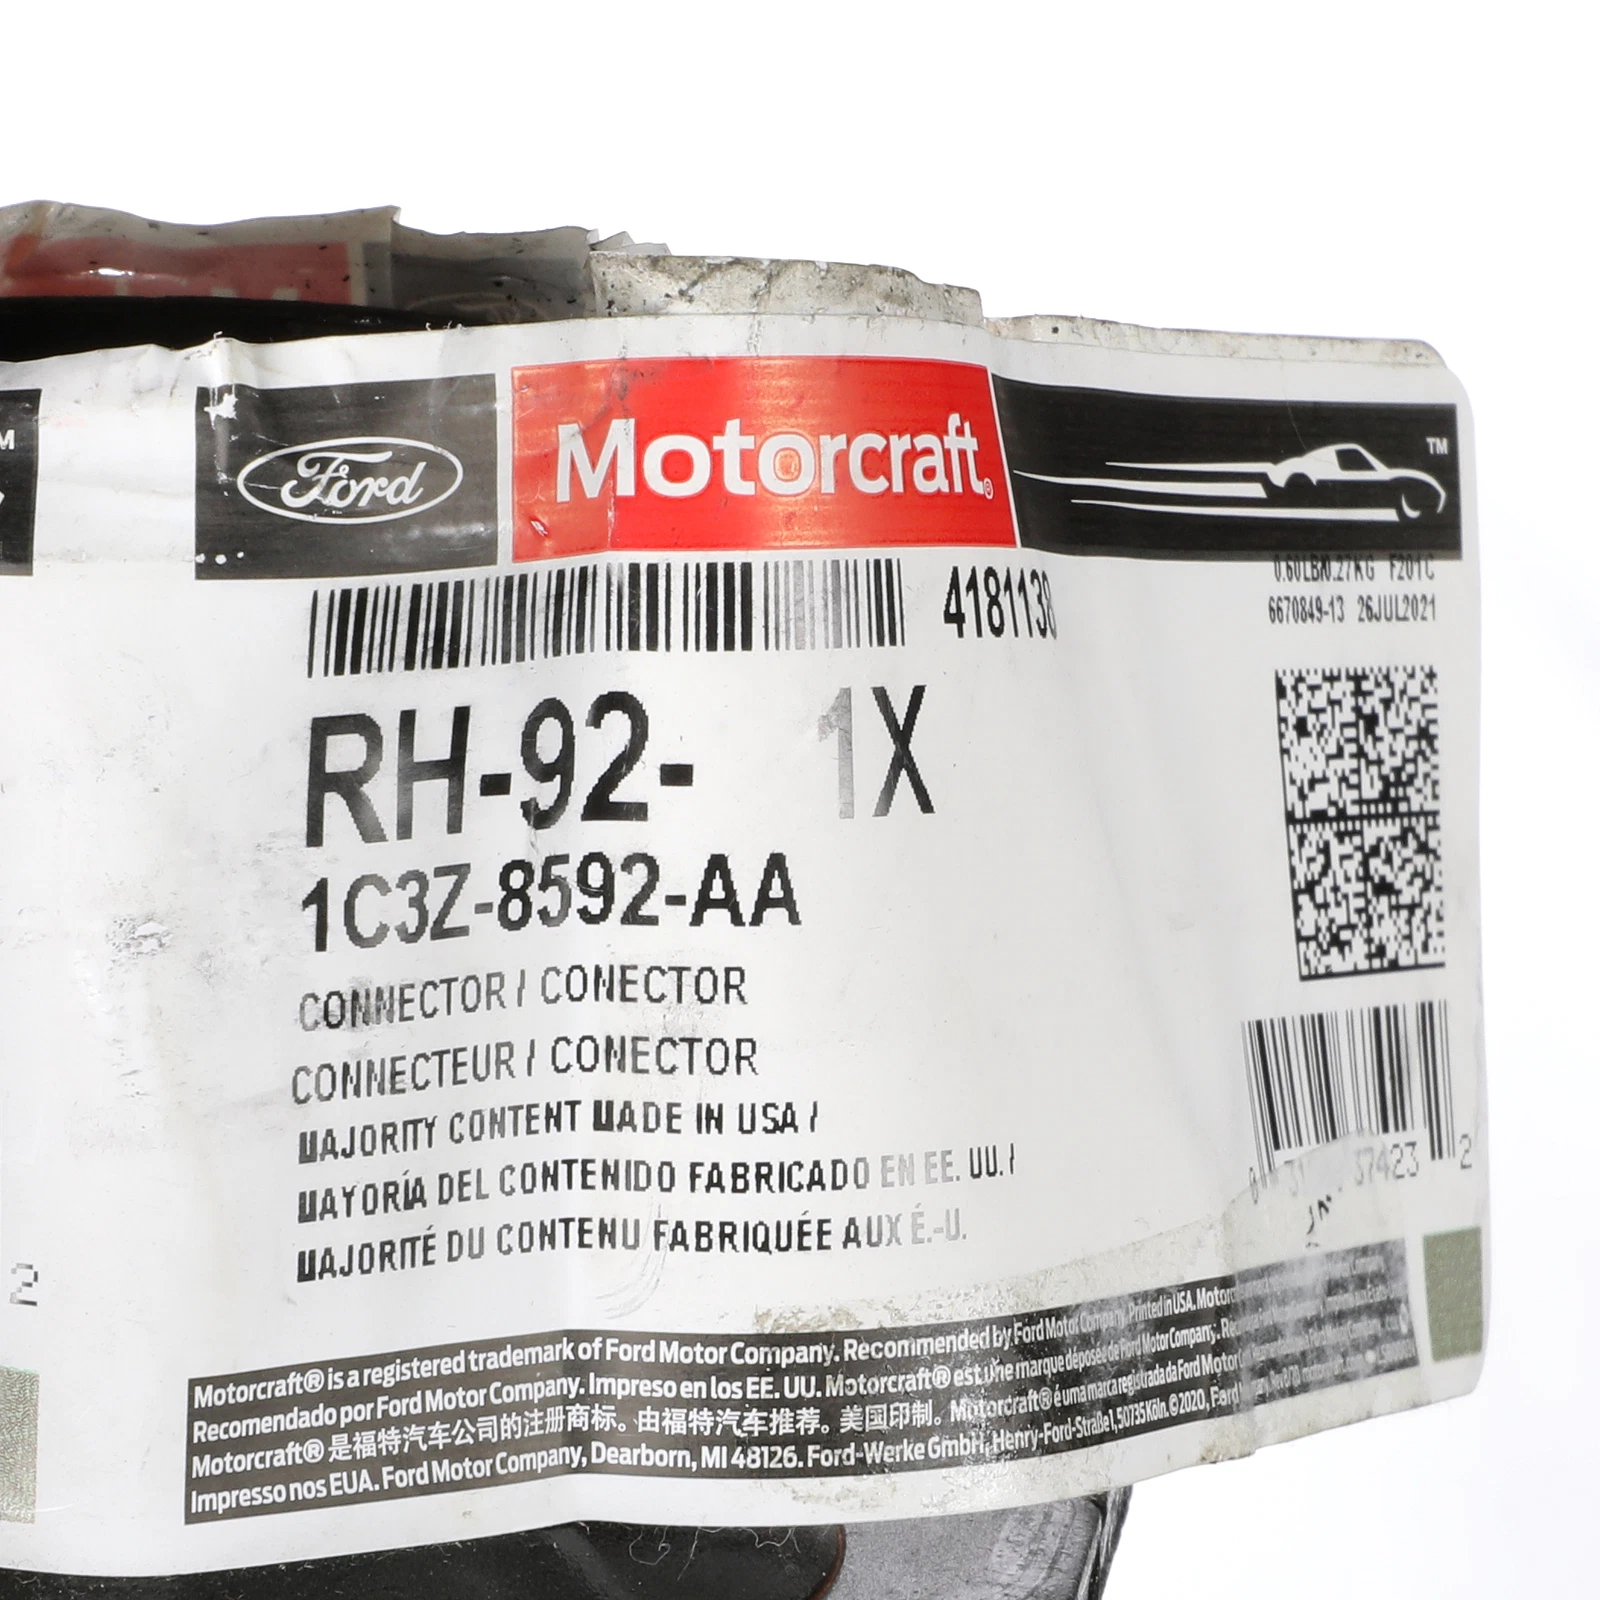 Ford
Motorcraft®
TM
4181138
0.60LB/0.27KG F201C
6670849-13 26JUL2021
RH-92- 1X
1C3Z-8592-AA
CONNECTOR / CONECTOR
CONNECTEUR / CONECTOR
MAJORITY CONTENT MADE IN USA /
MAYORÍA DEL CONTENIDO FABRICADO EN EE. UU. /
MAJORITÉ DU CONTENU FABRIQUÉE AUX É.-U.
37423 2
2
Motorcraft® is a registered trademark of Ford Motor Company. Recommended by Ford Motor Company. Printed in USA.
Recomendado por Ford Motor Company. Impreso en los EE. UU. Motorcraft® est une marque déposée de Ford Motor Company.
Motorcraft® 是福特汽车公司的注册商标。由福特汽车推荐。美国印制。Motorcraft® é uma marca registrada da Ford Motor
Impresso nos EUA. Ford Motor Company, Dearborn, MI 48126. Ford-Werke GmbH, Henry-Ford-Straße 1, 50735 Köln. ©2020, Ford